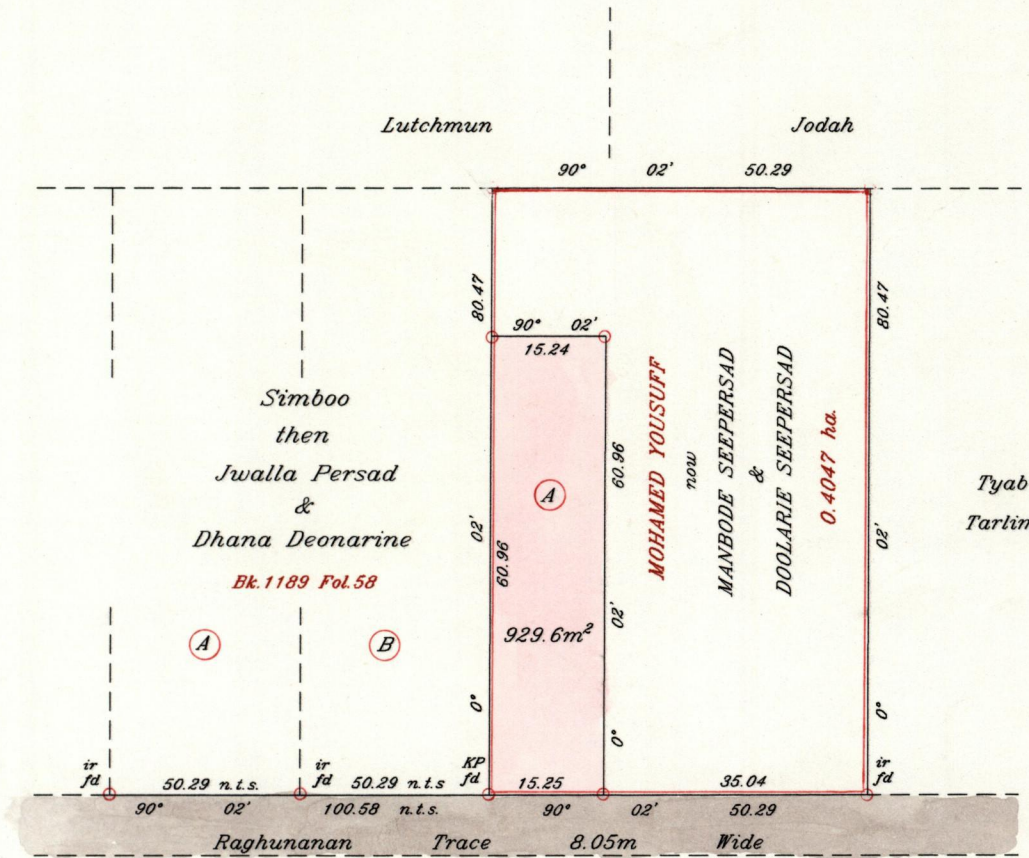 Lutchmun
Jodah
90° 02' 50.29
80.47
02'
0°
80.47
02'
0°
90° 02'
15.24
60.96
60.96
02'
0°
A
929.6m²
MOHAMED YOUSUFF
now
MANBODE SEEPERSAD
&
DOOLARIE SEEPERSAD
0.4047 ha.
Simboo
then
Jwalla Persad
&
Dhana Deonarine
Bk.1189 Fol.58
A
B
Tyab
Tarlin
ir
fd
50.29 n.t.s.
ir
fd
50.29 n.t.s
KP
fd
15.25
35.04
ir
fd
90° 02' 100.58 n.t.s.
90° 02' 50.29
Raghunanan Trace 8.05m Wide